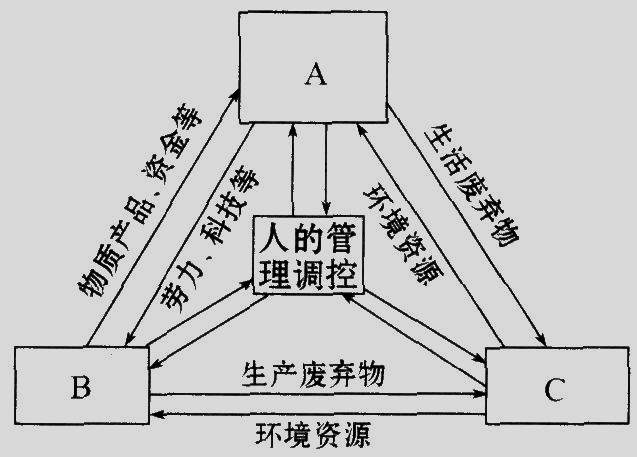 A
物质产品、资金等
劳力、科技等
生活废弃物
环境资源
人的管
理调控
B
生产废弃物
环境资源
C